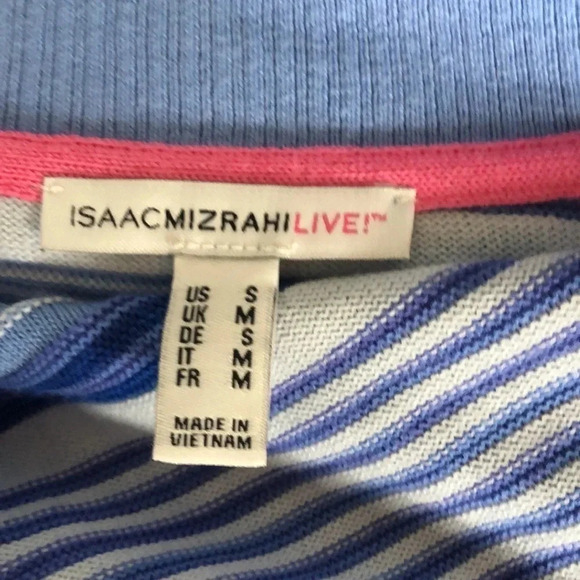 ISAACMIZRAHILIVE!™
US S
UK M
DE S
IT M
FR M
MADE IN
VIETNAM